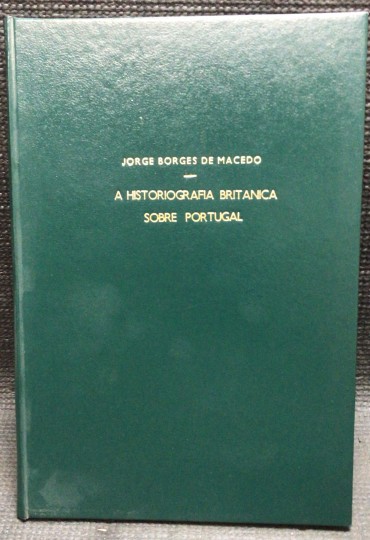 JORGE BORGES DE MACEDO
—
A HISTORIOGRAFIA BRITANICA
SOBRE PORTUGAL